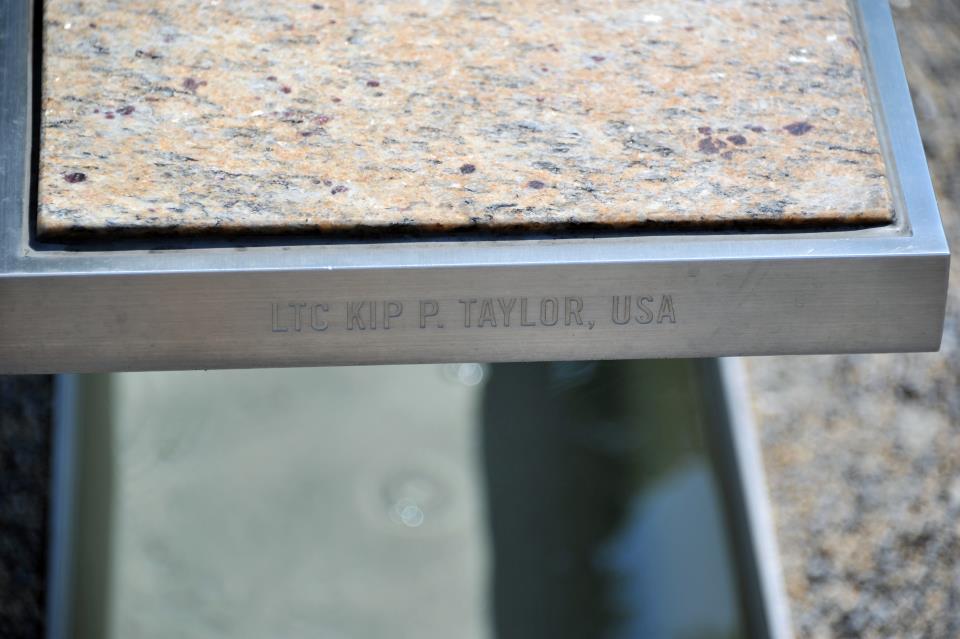 LTC KIP P. TAYLOR, USA